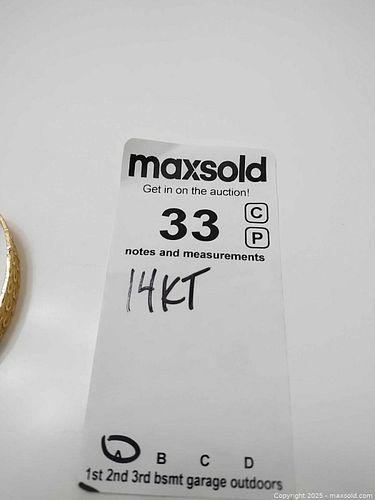 maxsold
Get in on the auction!
33 C
P
notes and measurements
14KT
A B C D
1st 2nd 3rd bsmt garage outdoors
Copyright 2025 - maxsold.com